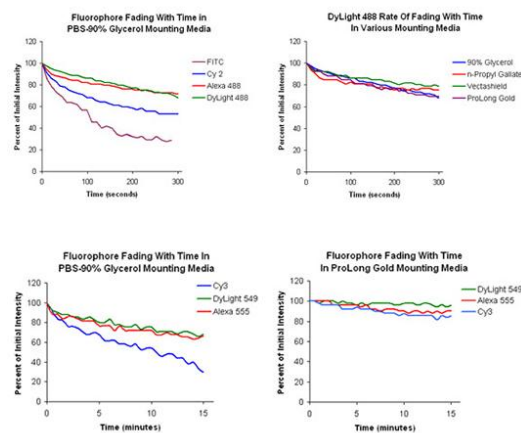 Fluorophore Fading With Time in
PBS-90% Glycerol Mounting Media
Percent of Initial Intensity
100
80
60
40
20
0
0
100
200
300
Time (seconds)
FITC
Cy 2
Alexa 488
DyLight 488
DyLight 488 Rate Of Fading With Time
In Various Mounting Media
Percent of Initial Intensity
100
80
60
40
20
0
0
100
200
300
Time (seconds)
90% Glycerol
n-Propyl Gallate
Vectashield
ProLong Gold
Fluorophore Fading With Time In
PBS-90% Glycerol Mounting Media
Percent of Initial Intensity
100
80
60
40
20
0
0
5
10
15
Time (minutes)
Cy3
DyLight 549
Alexa 555
Fluorophore Fading With Time
In ProLong Gold Mounting Media
Percent of Initial Intensity
120
100
80
60
40
20
0
0
5
10
15
Time (minutes)
DyLight 549
Alexa 555
Cy3